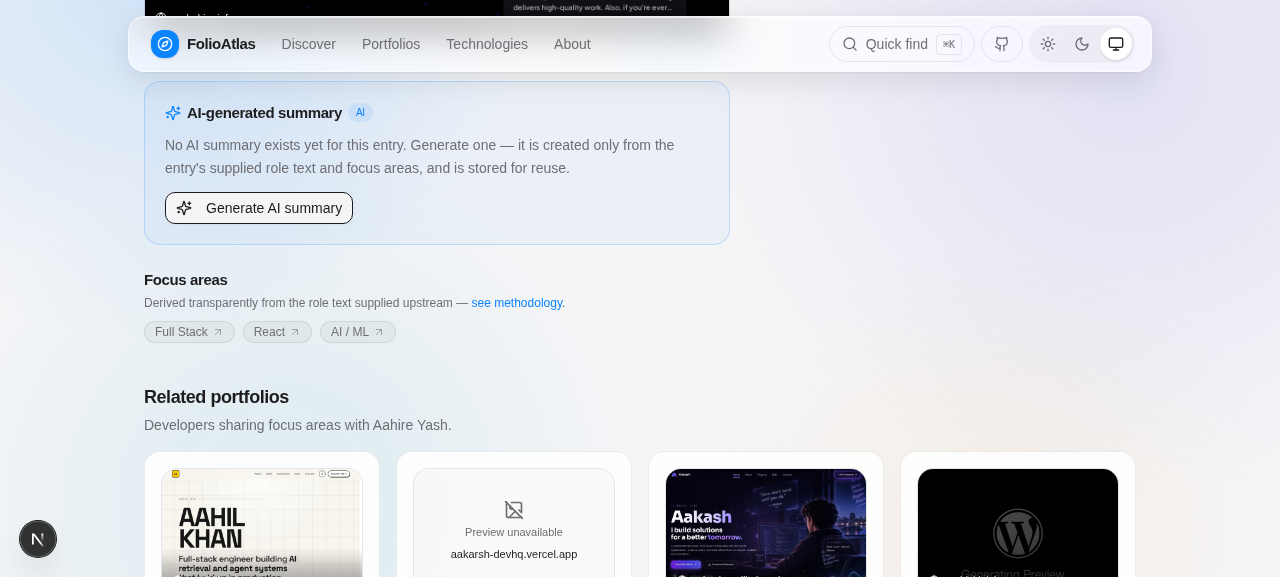 delivers high-quality work. Also, if you're ever...
FolioAtlas
Discover
Portfolios
Technologies
About
Quick find
⌘K
AI-generated summary
AI
No AI summary exists yet for this entry. Generate one — it is created only from the
entry's supplied role text and focus areas, and is stored for reuse.
Generate AI summary
Focus areas
Derived transparently from the role text supplied upstream — see methodology.
Full Stack
React
AI / ML
Related portfolios
Developers sharing focus areas with Aahire Yash.
AAHIL
KHAN
Full-stack engineer building AI
retrieval and agent systems
Preview unavailable
aakarsh-devhq.vercel.app
Aakash
I build solutions
for a better tomorrow.
Generating Preview
N